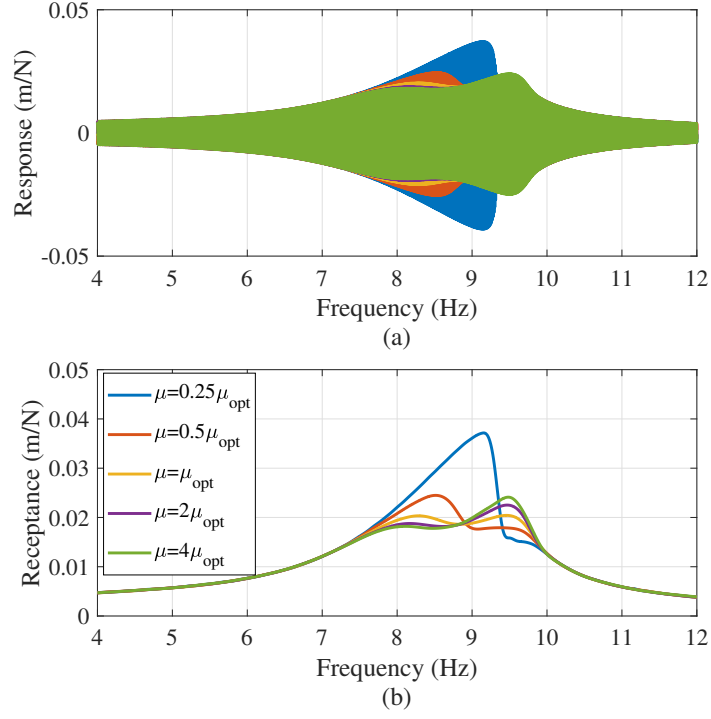 0.05
0
-0.05
Response (m/N)
4 5 6 7 8 9 10 11 12
Frequency (Hz)
(a)
0.05
0.04
0.03
0.02
0.01
0
Receptance (m/N)
μ=0.25μopt
μ=0.5μopt
μ=μopt
μ=2μopt
μ=4μopt
4 5 6 7 8 9 10 11 12
Frequency (Hz)
(b)